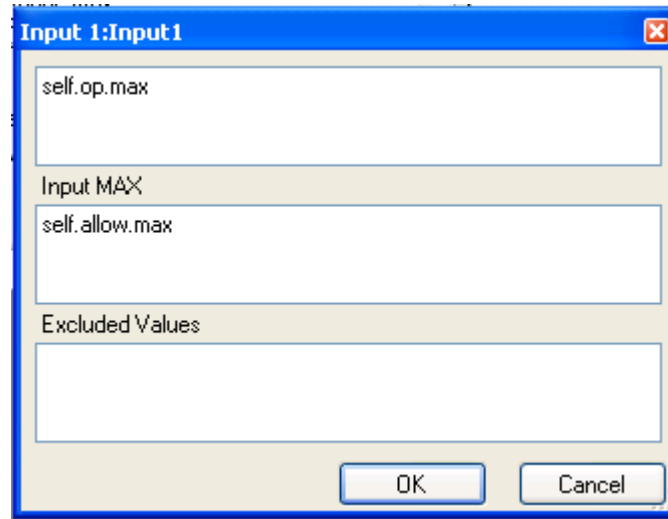 Input 1:Input1
self.op.max
Input MAX
self.allow.max
Excluded Values
OK
Cancel